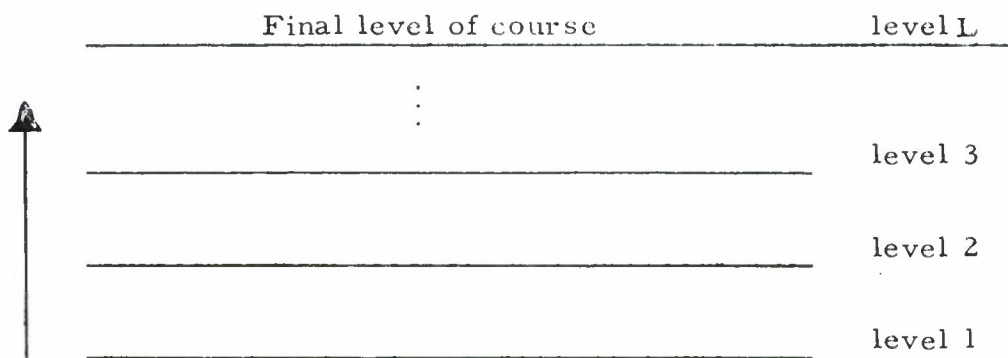 Final level of course level L
⋮
level 3
level 2
level 1